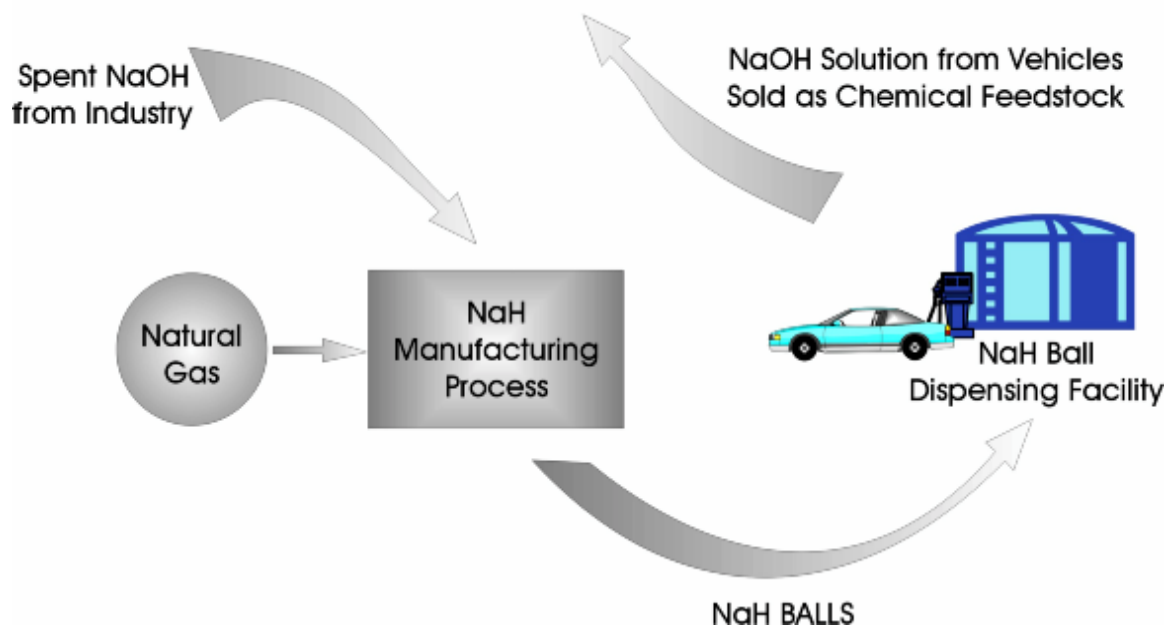 Spent NaOH
from Industry
NaOH Solution from Vehicles
Sold as Chemical Feedstock
Natural
Gas
NaH
Manufacturing
Process
NaH Ball
Dispensing Facility
NaH BALLS